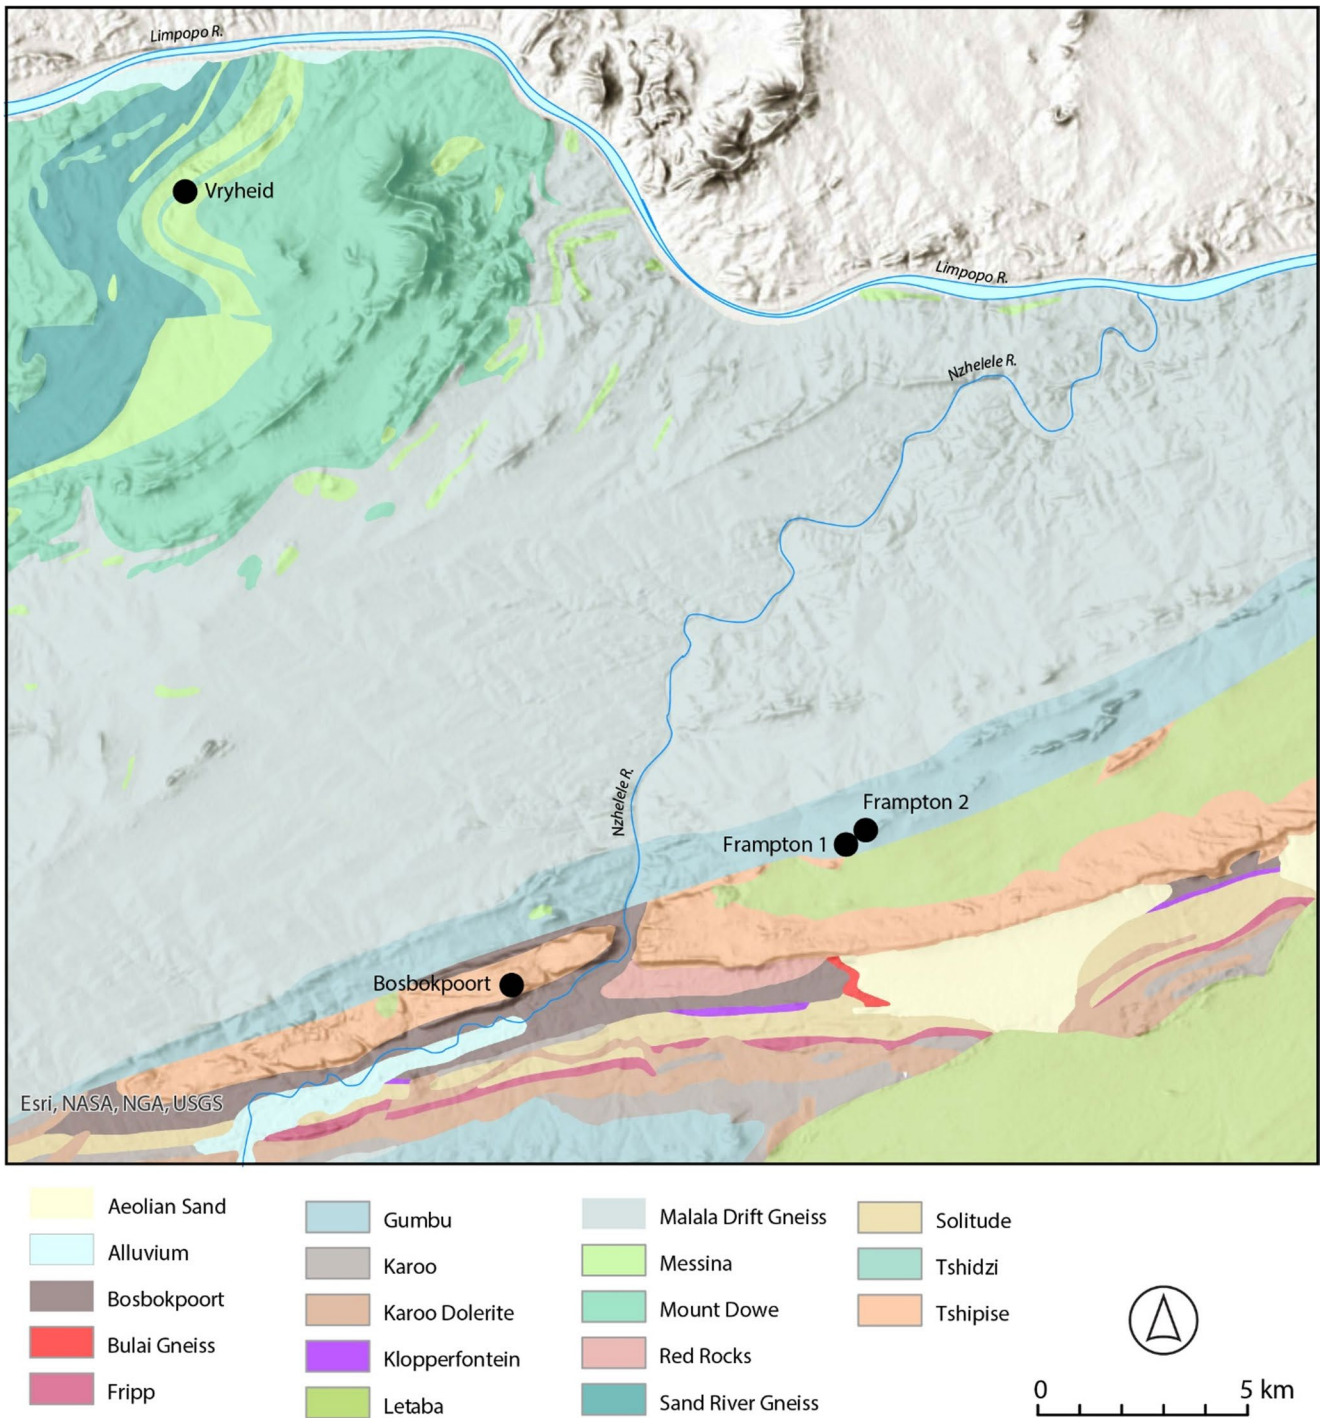 Limpopo R.
Vryheid
Limpopo R.
Nzhelele R.
Nzhelele R.
Frampton 2
Frampton 1
Bosbokpoort
Esri, NASA, NGA, USGS
Aeolian Sand
Alluvium
Bosbokpoort
Bulai Gneiss
Fripp
Gumbu
Karoo
Karoo Dolerite
Klopperfontein
Letaba
Malala Drift Gneiss
Messina
Mount Dowe
Red Rocks
Sand River Gneiss
Solitude
Tshidzi
Tshipise
0 5 km